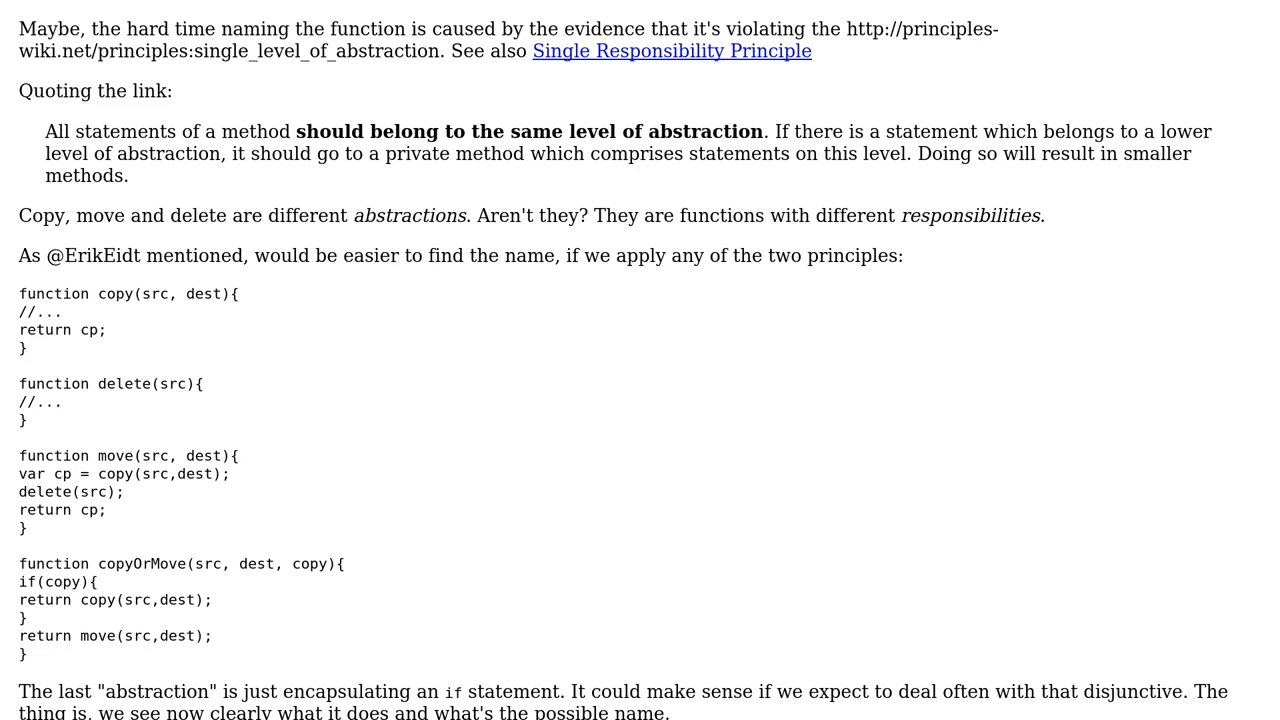 Maybe, the hard time naming the function is caused by the evidence that it's violating the http://principles-
wiki.net/principles:single_level_of_abstraction. See also Single Responsibility Principle
Quoting the link:
All statements of a method should belong to the same level of abstraction. If there is a statement which belongs to a lower
level of abstraction, it should go to a private method which comprises statements on this level. Doing so will result in smaller
methods.
Copy, move and delete are different abstractions. Aren't they? They are functions with different responsibilities.
As @ErikEidt mentioned, would be easier to find the name, if we apply any of the two principles:
function copy(src, dest){
//...
return cp;
}
function delete(src){
//...
}
function move(src, dest){
var cp = copy(src,dest);
delete(src);
return cp;
}
function copyOrMove(src, dest, copy){
if(copy){
return copy(src,dest);
}
return move(src,dest);
}
The last "abstraction" is just encapsulating an if statement. It could make sense if we expect to deal often with that disjunctive. The
thing is, we see now clearly what it does and what's the possible name.